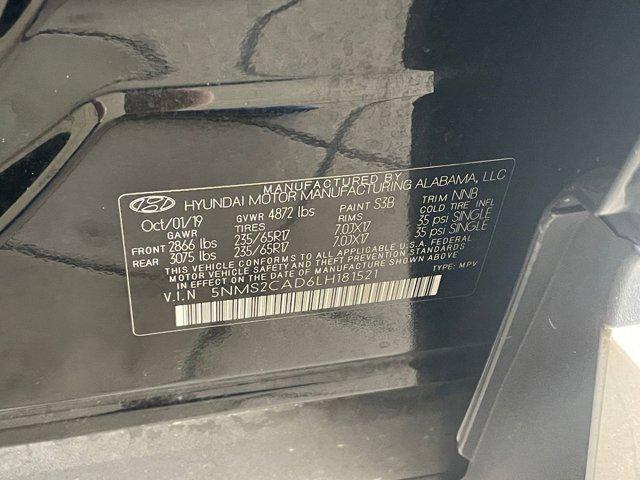 MANUFACTURED BY
HYUNDAI MOTOR MANUFACTURING ALABAMA, LLC
Oct/01/19 GVWR 4872 lbs PAINT S3B TRIM NNB
GAWR TIRES RIMS COLD TIRE INFL
FRONT 2866 lbs 235/65R17 7.0JX17 35 psi SINGLE
REAR 3075 lbs 235/65R17 7.0JX17 35 psi SINGLE
THIS VEHICLE CONFORMS TO ALL APPLICABLE U.S.A. FEDERAL
MOTOR VEHICLE SAFETY STANDARDS
IN EFFECT ON THE DATE OF MANUFACTURE SHOWN ABOVE
V.I.N 5NMS2CAD6LH181521 TYPE: MPV